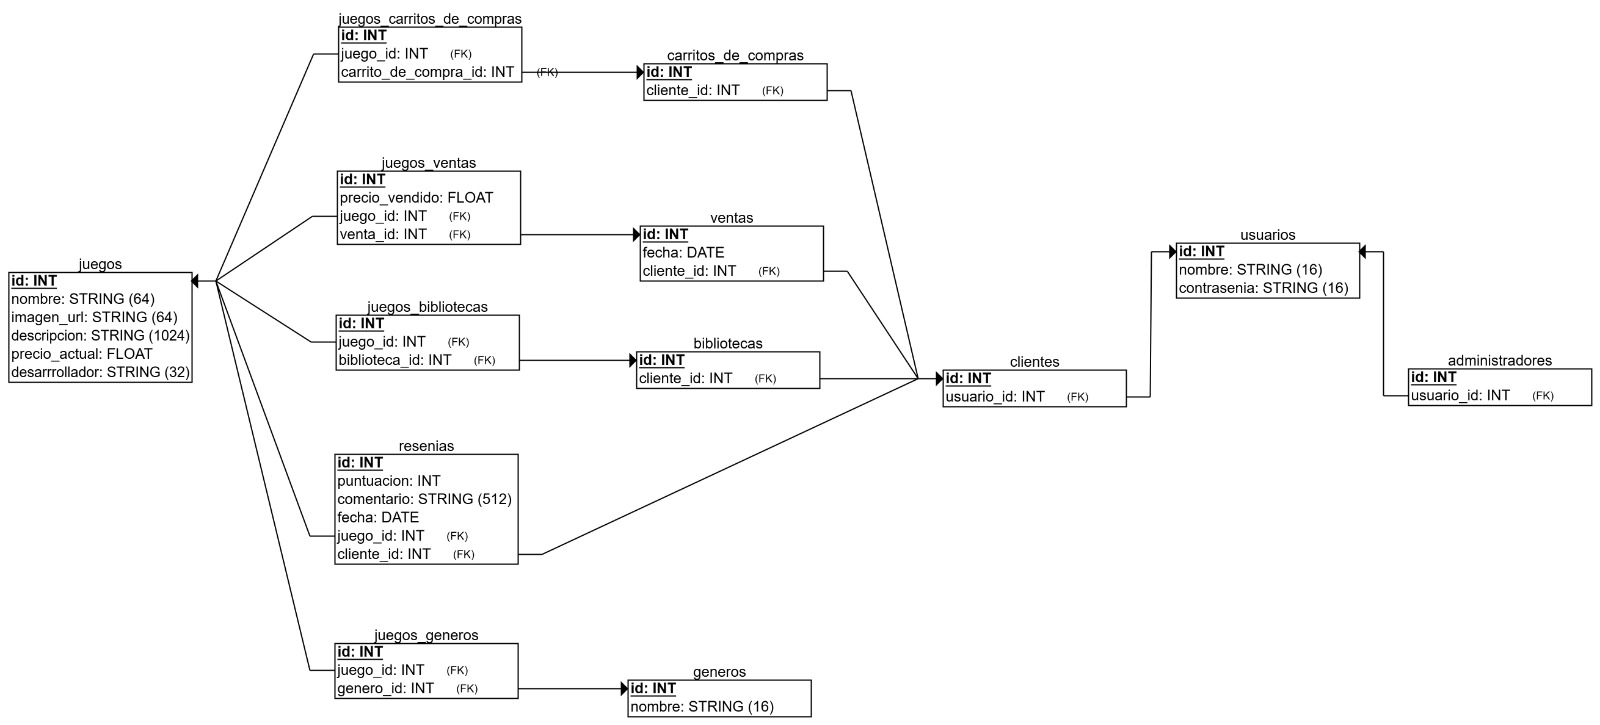 juegos_carritos_de_compras
id: INT
juego_id: INT (FK)
carrito_de_compra_id: INT (FK)
carritos_de_compras
id: INT
cliente_id: INT (FK)
juegos_ventas
id: INT
precio_vendido: FLOAT
juego_id: INT (FK)
venta_id: INT (FK)
ventas
id: INT
fecha: DATE
cliente_id: INT (FK)
usuarios
id: INT
nombre: STRING (16)
contrasenia: STRING (16)
juegos
id: INT
nombre: STRING (64)
imagen_url: STRING (64)
descripcion: STRING (1024)
precio_actual: FLOAT
desarrrollador: STRING (32)
juegos_bibliotecas
id: INT
juego_id: INT (FK)
biblioteca_id: INT (FK)
bibliotecas
id: INT
cliente_id: INT (FK)
clientes
id: INT
usuario_id: INT (FK)
administradores
id: INT
usuario_id: INT (FK)
resenias
id: INT
puntuacion: INT
comentario: STRING (512)
fecha: DATE
juego_id: INT (FK)
cliente_id: INT (FK)
juegos_generos
id: INT
juego_id: INT (FK)
genero_id: INT (FK)
generos
id: INT
nombre: STRING (16)